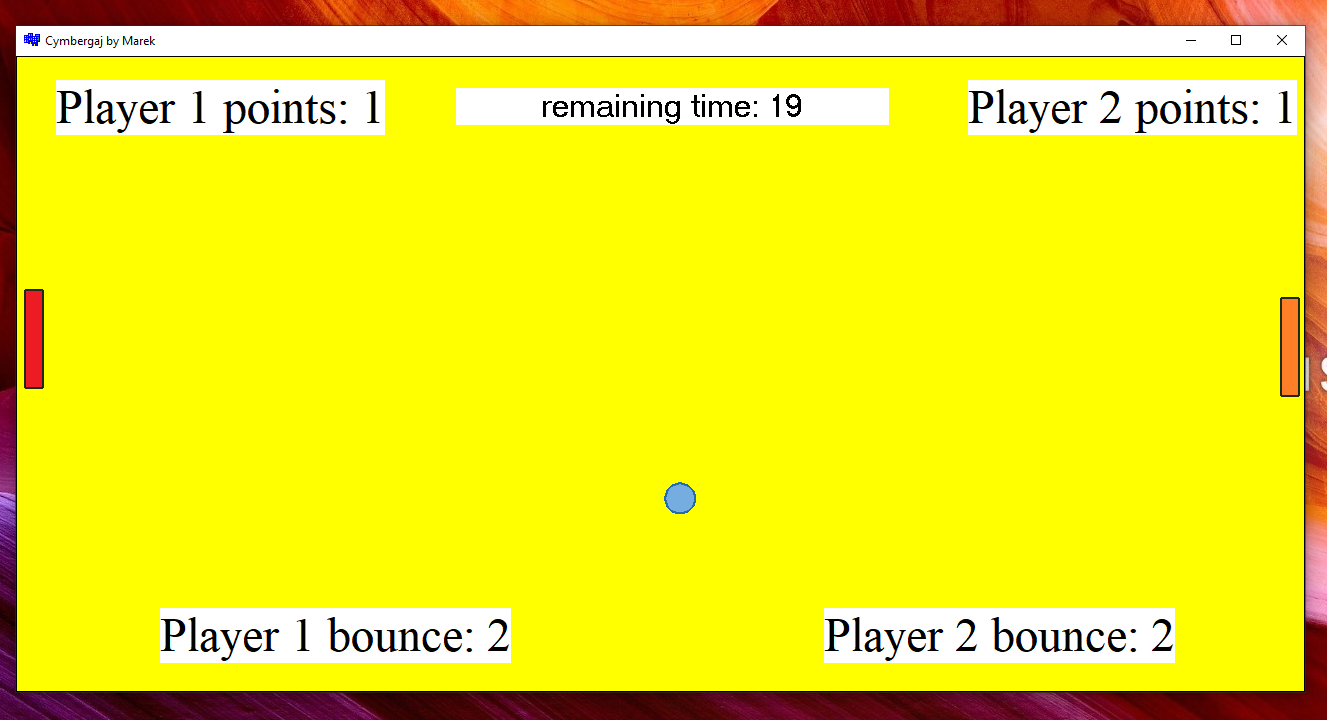 Cymbergaj by Marek
Player 1 points: 1
remaining time: 19
Player 2 points: 1
Player 1 bounce: 2
Player 2 bounce: 2